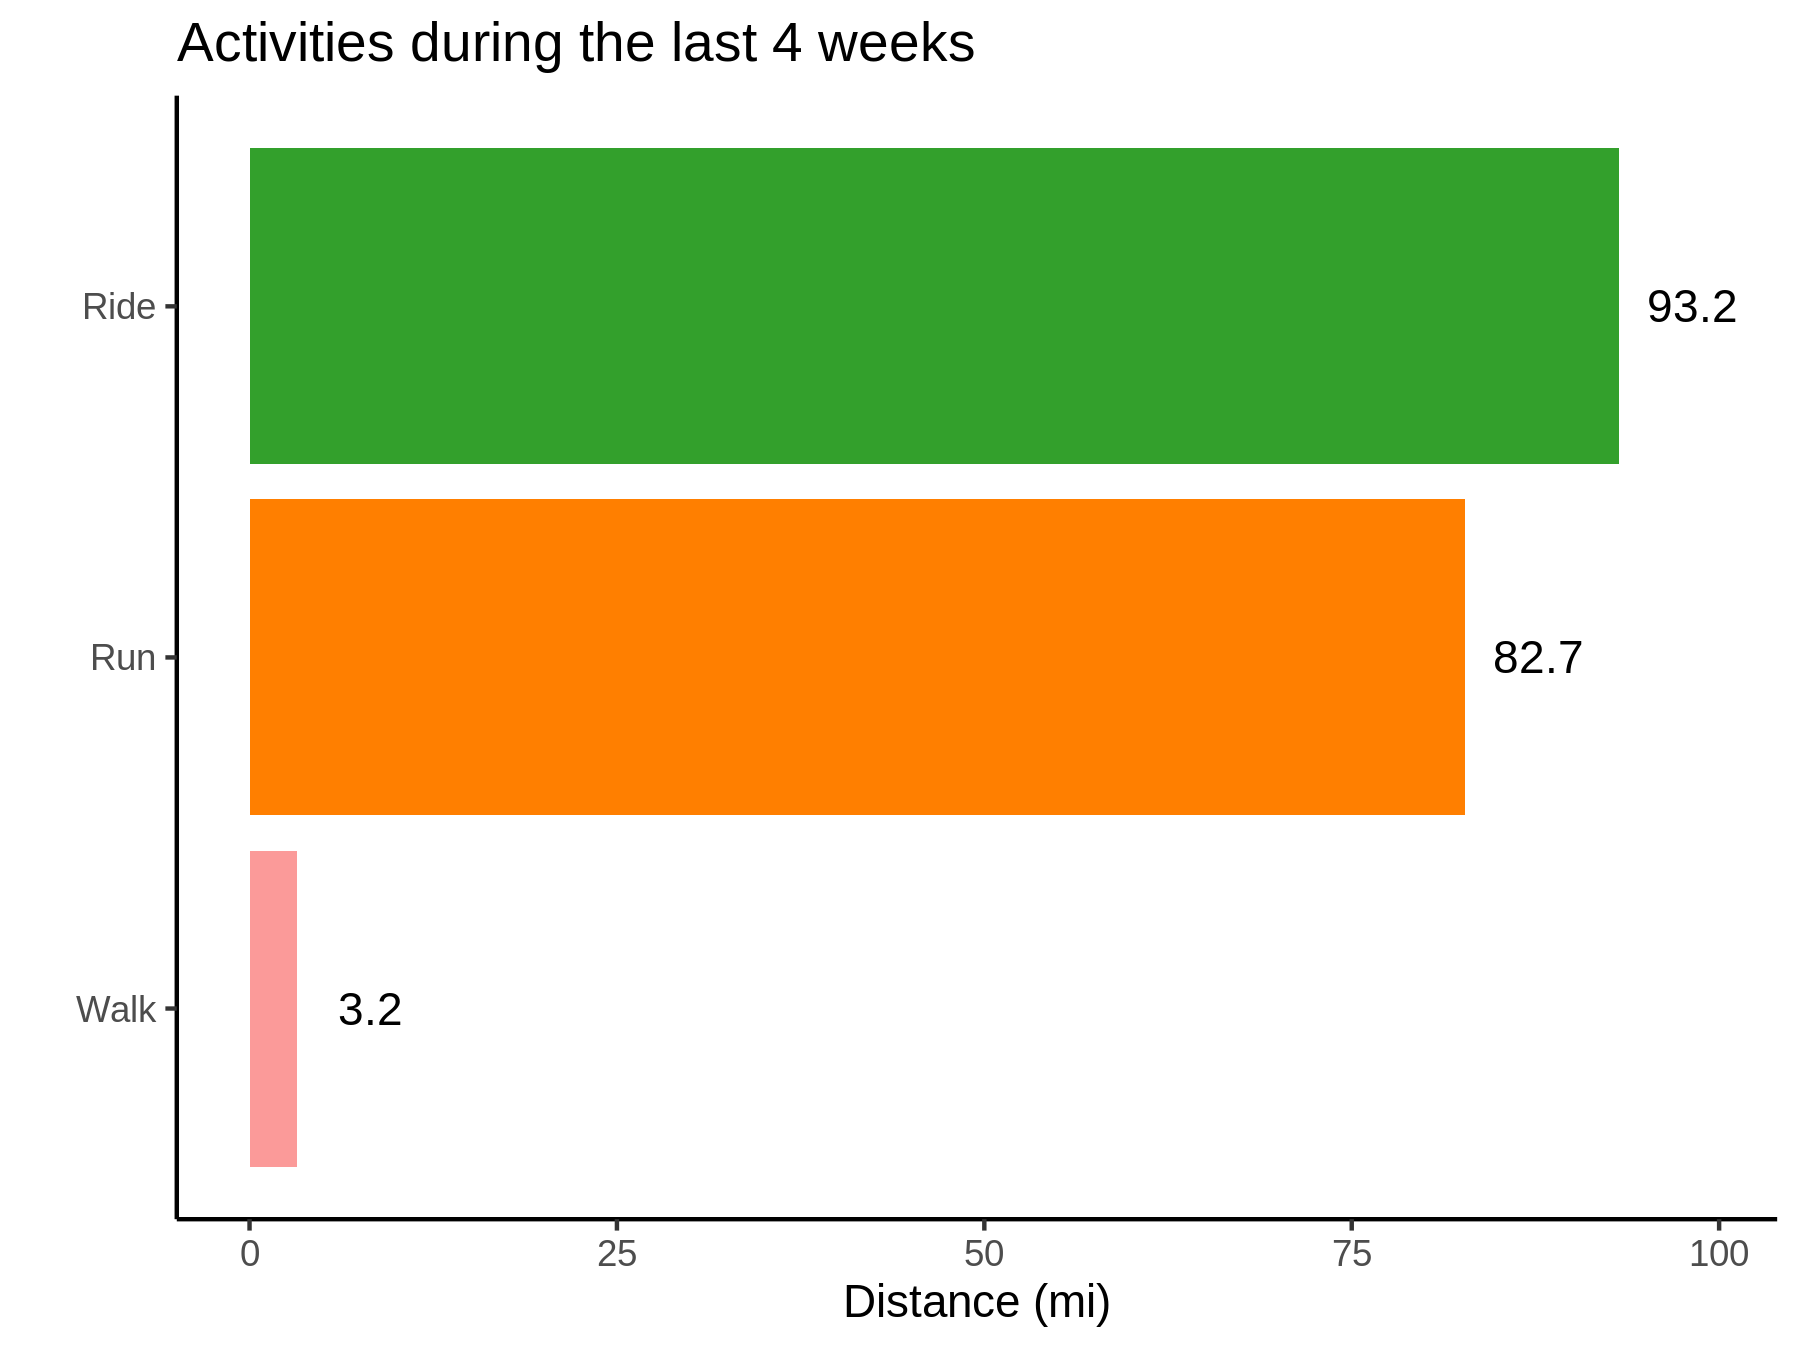 Activities during the last 4 weeks
Ride
93.2
Run
82.7
Walk
3.2
0 25 50 75 100
Distance (mi)